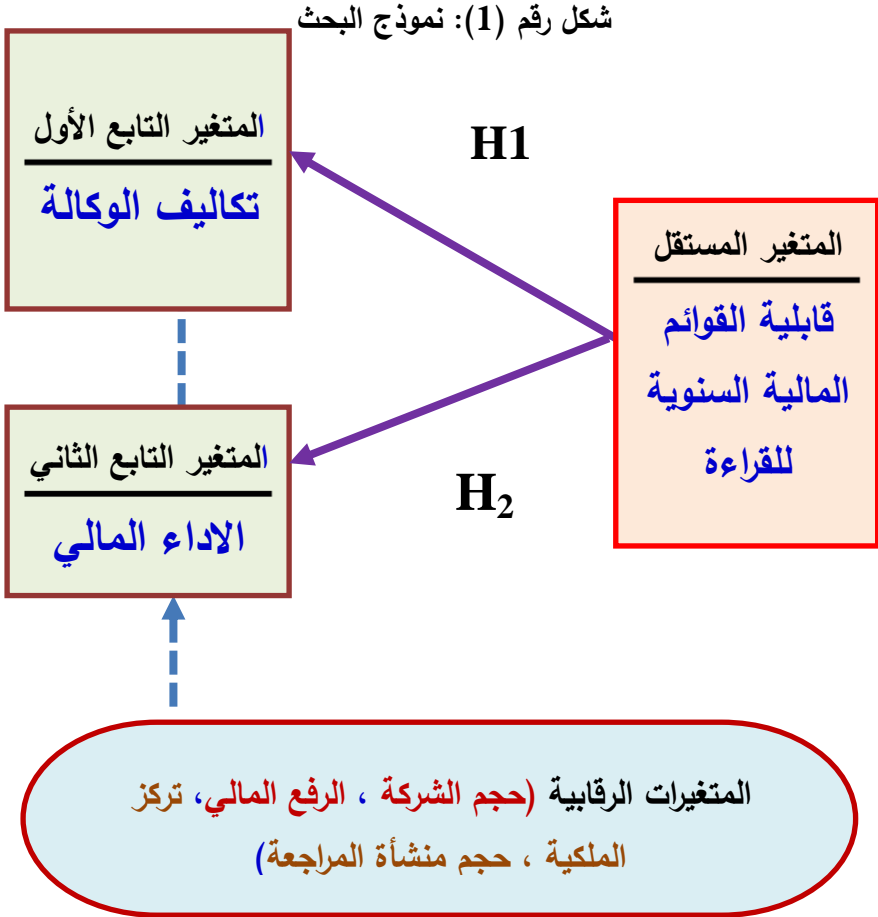 شكل رقم (1): نموذج البحث
المتغير المستقل
قابلية القوائم
المالية السنوية
للقراءة
H1
H₂
المتغير التابع الأول
تكاليف الوكالة
المتغير التابع الثاني
الاداء المالي
المتغيرات الرقابية (حجم الشركة ، الرفع المالي، تركز
الملكية ، حجم منشأة المراجعة)